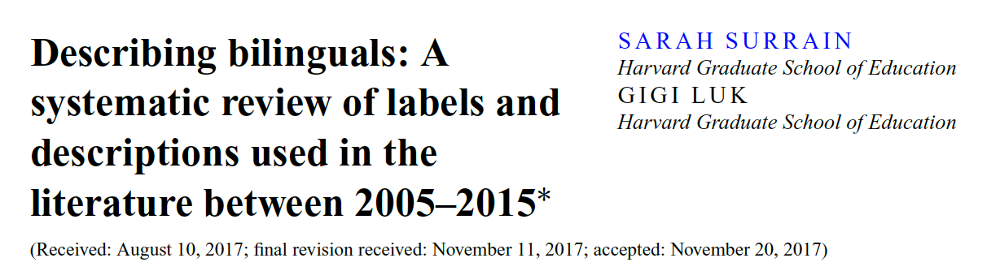 Describing bilinguals: A
systematic review of labels and
descriptions used in the
literature between 2005–2015*
SARAH SURRAIN
Harvard Graduate School of Education
GIGI LUK
Harvard Graduate School of Education
(Received: August 10, 2017; final revision received: November 11, 2017; accepted: November 20, 2017)